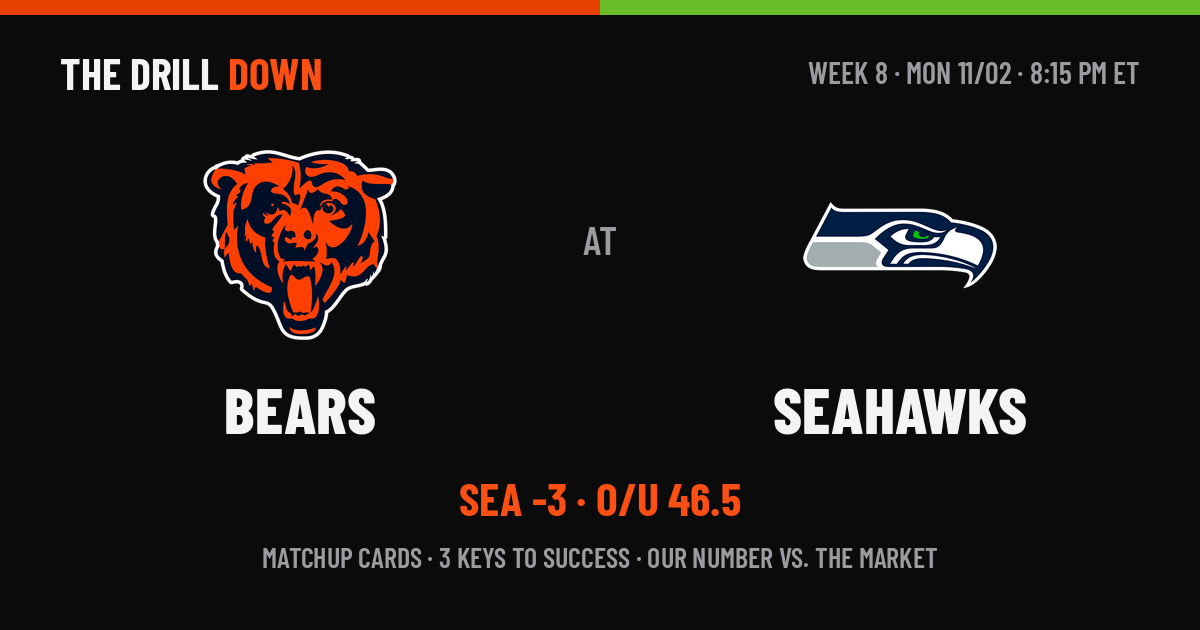 THE DRILL DOWN
WEEK 8 · MON 11/02 · 8:15 PM ET
AT
BEARS
SEAHAWKS
SEA -3 · O/U 46.5
MATCHUP CARDS · 3 KEYS TO SUCCESS · OUR NUMBER VS. THE MARKET